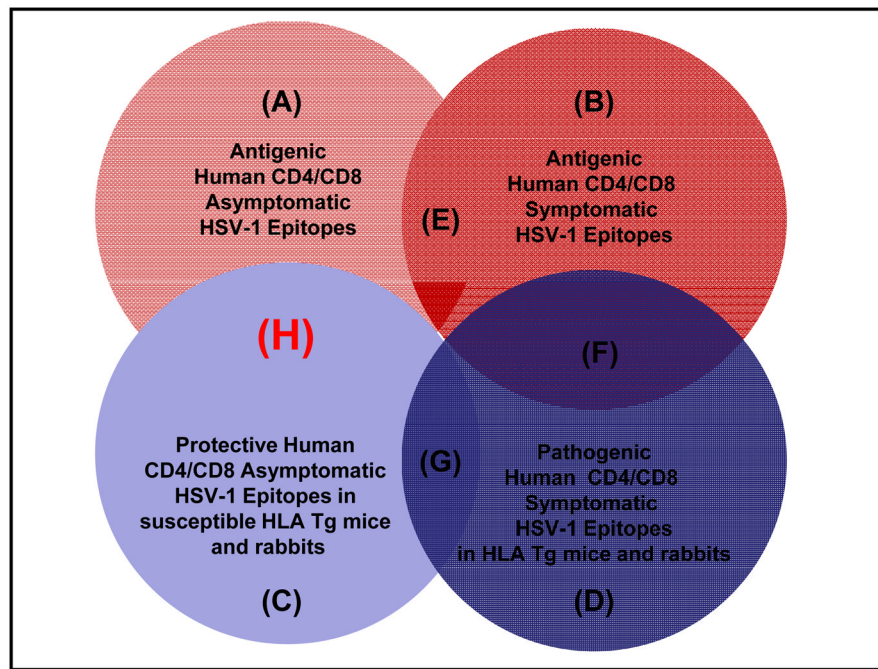 (A)
Antigenic
Human CD4/CD8
Asymptomatic
HSV-1 Epitopes
(B)
Antigenic
Human CD4/CD8
Symptomatic
HSV-1 Epitopes
(E)
(H)
(F)
Protective Human
CD4/CD8 Asymptomatic
HSV-1 Epitopes in
susceptible HLA Tg mice
and rabbits
(C)
(G)
Pathogenic
Human CD4/CD8
Symptomatic
HSV-1 Epitopes
in HLA Tg mice and rabbits
(D)